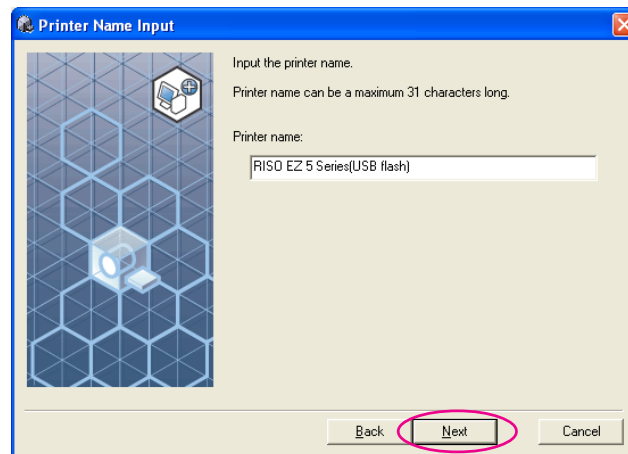 Printer Name Input
Input the printer name.
Printer name can be a maximum 31 characters long.
Printer name:
RISO EZ 5 Series(USB flash)
Back Next Cancel